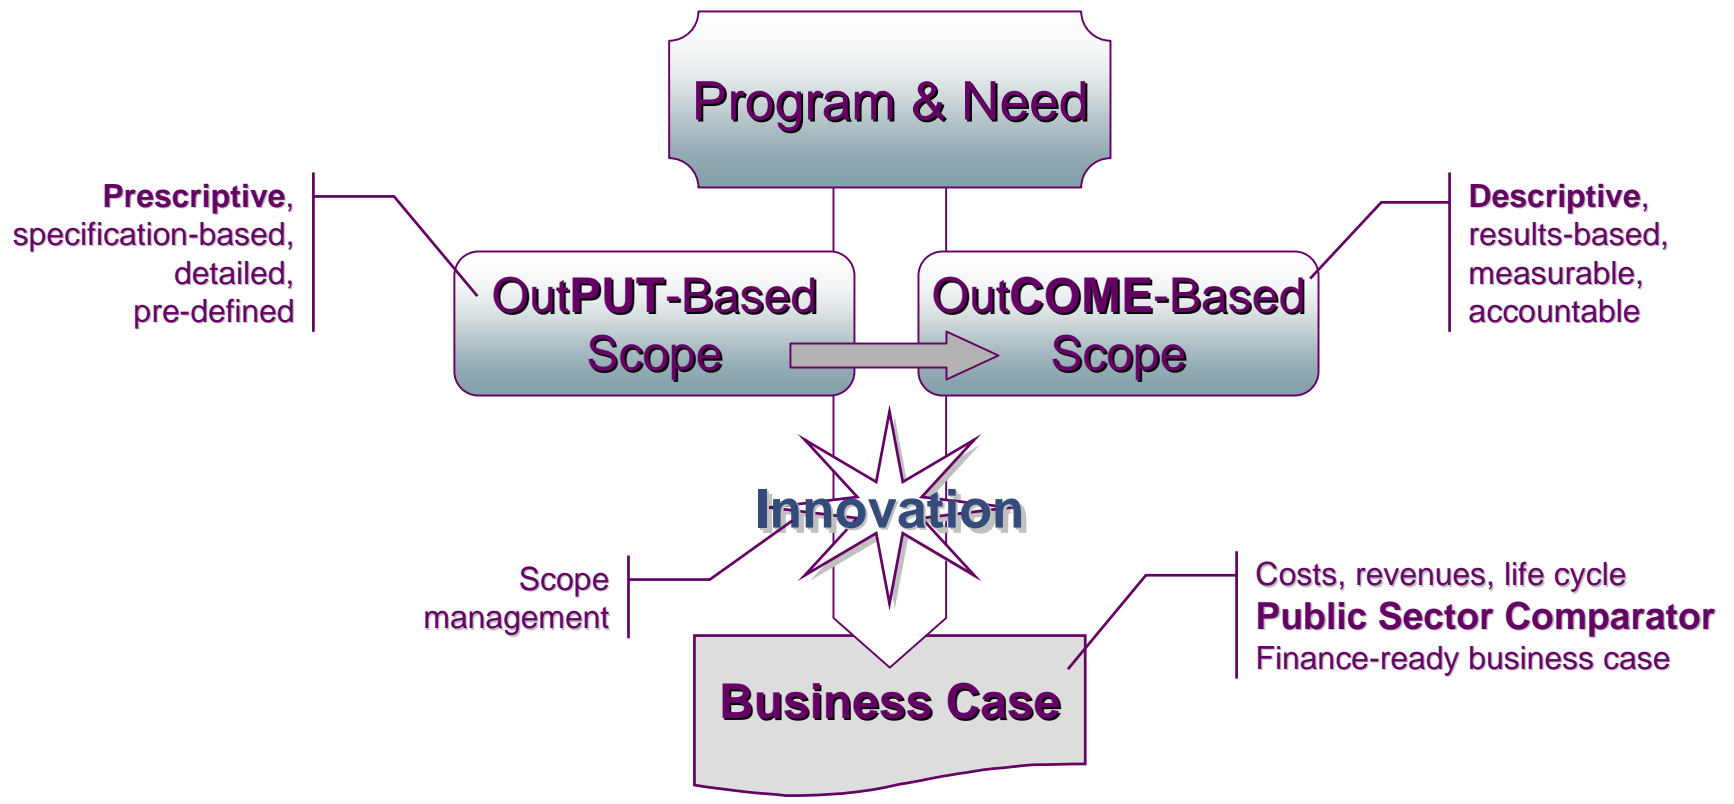 Program & Need
Prescriptive,
specification-based,
detailed,
pre-defined
OutPUT-Based
Scope
OutCOME-Based
Scope
Descriptive,
results-based,
measurable,
accountable
Innovation
Scope
management
Costs, revenues, life cycle
Public Sector Comparator
Finance-ready business case
Business Case